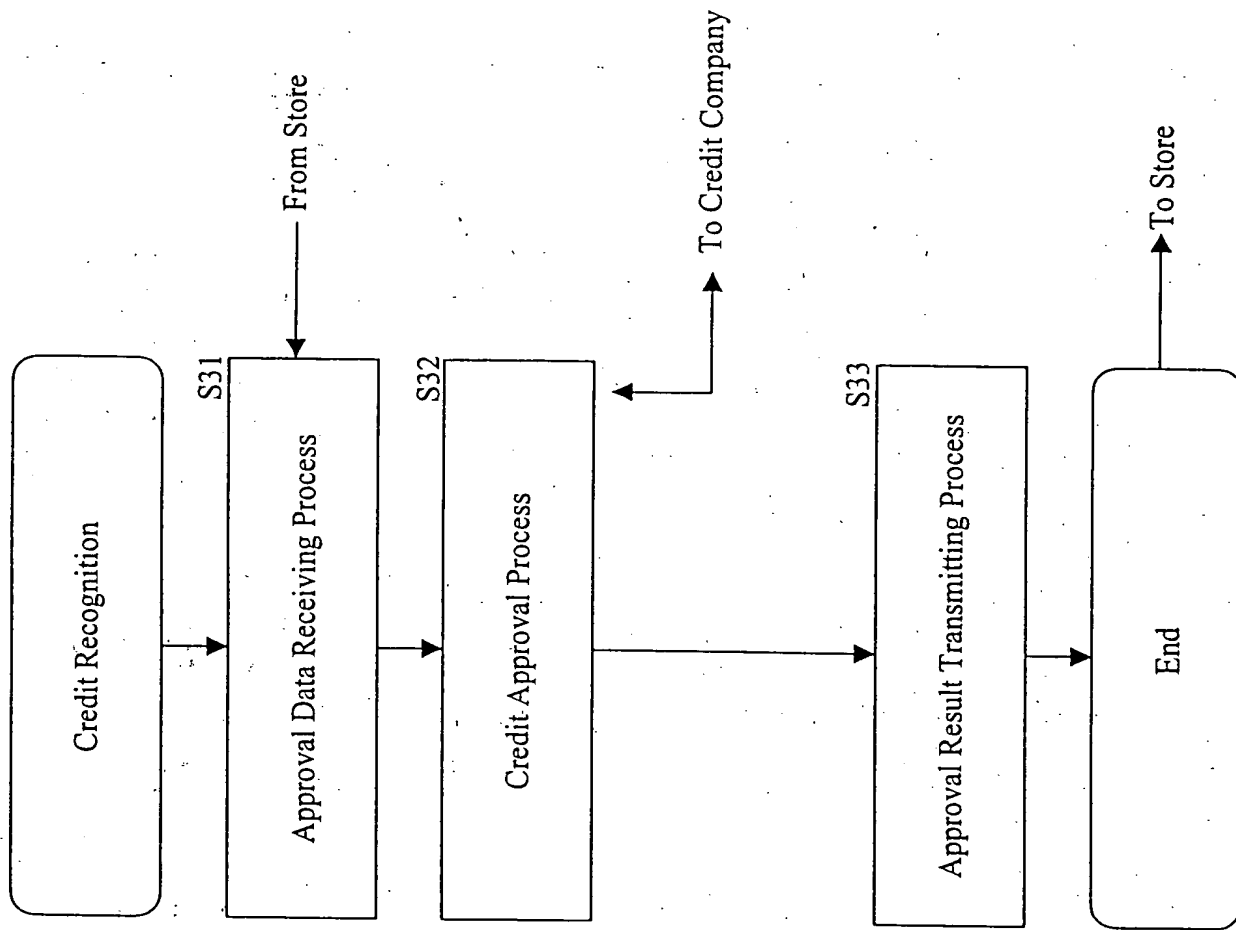 Credit Recognition
S31
From Store
Approval Data Receiving Process
S32
Credit Approval Process
To Credit Company
S33
Approval Result Transmitting Process
End
To Store